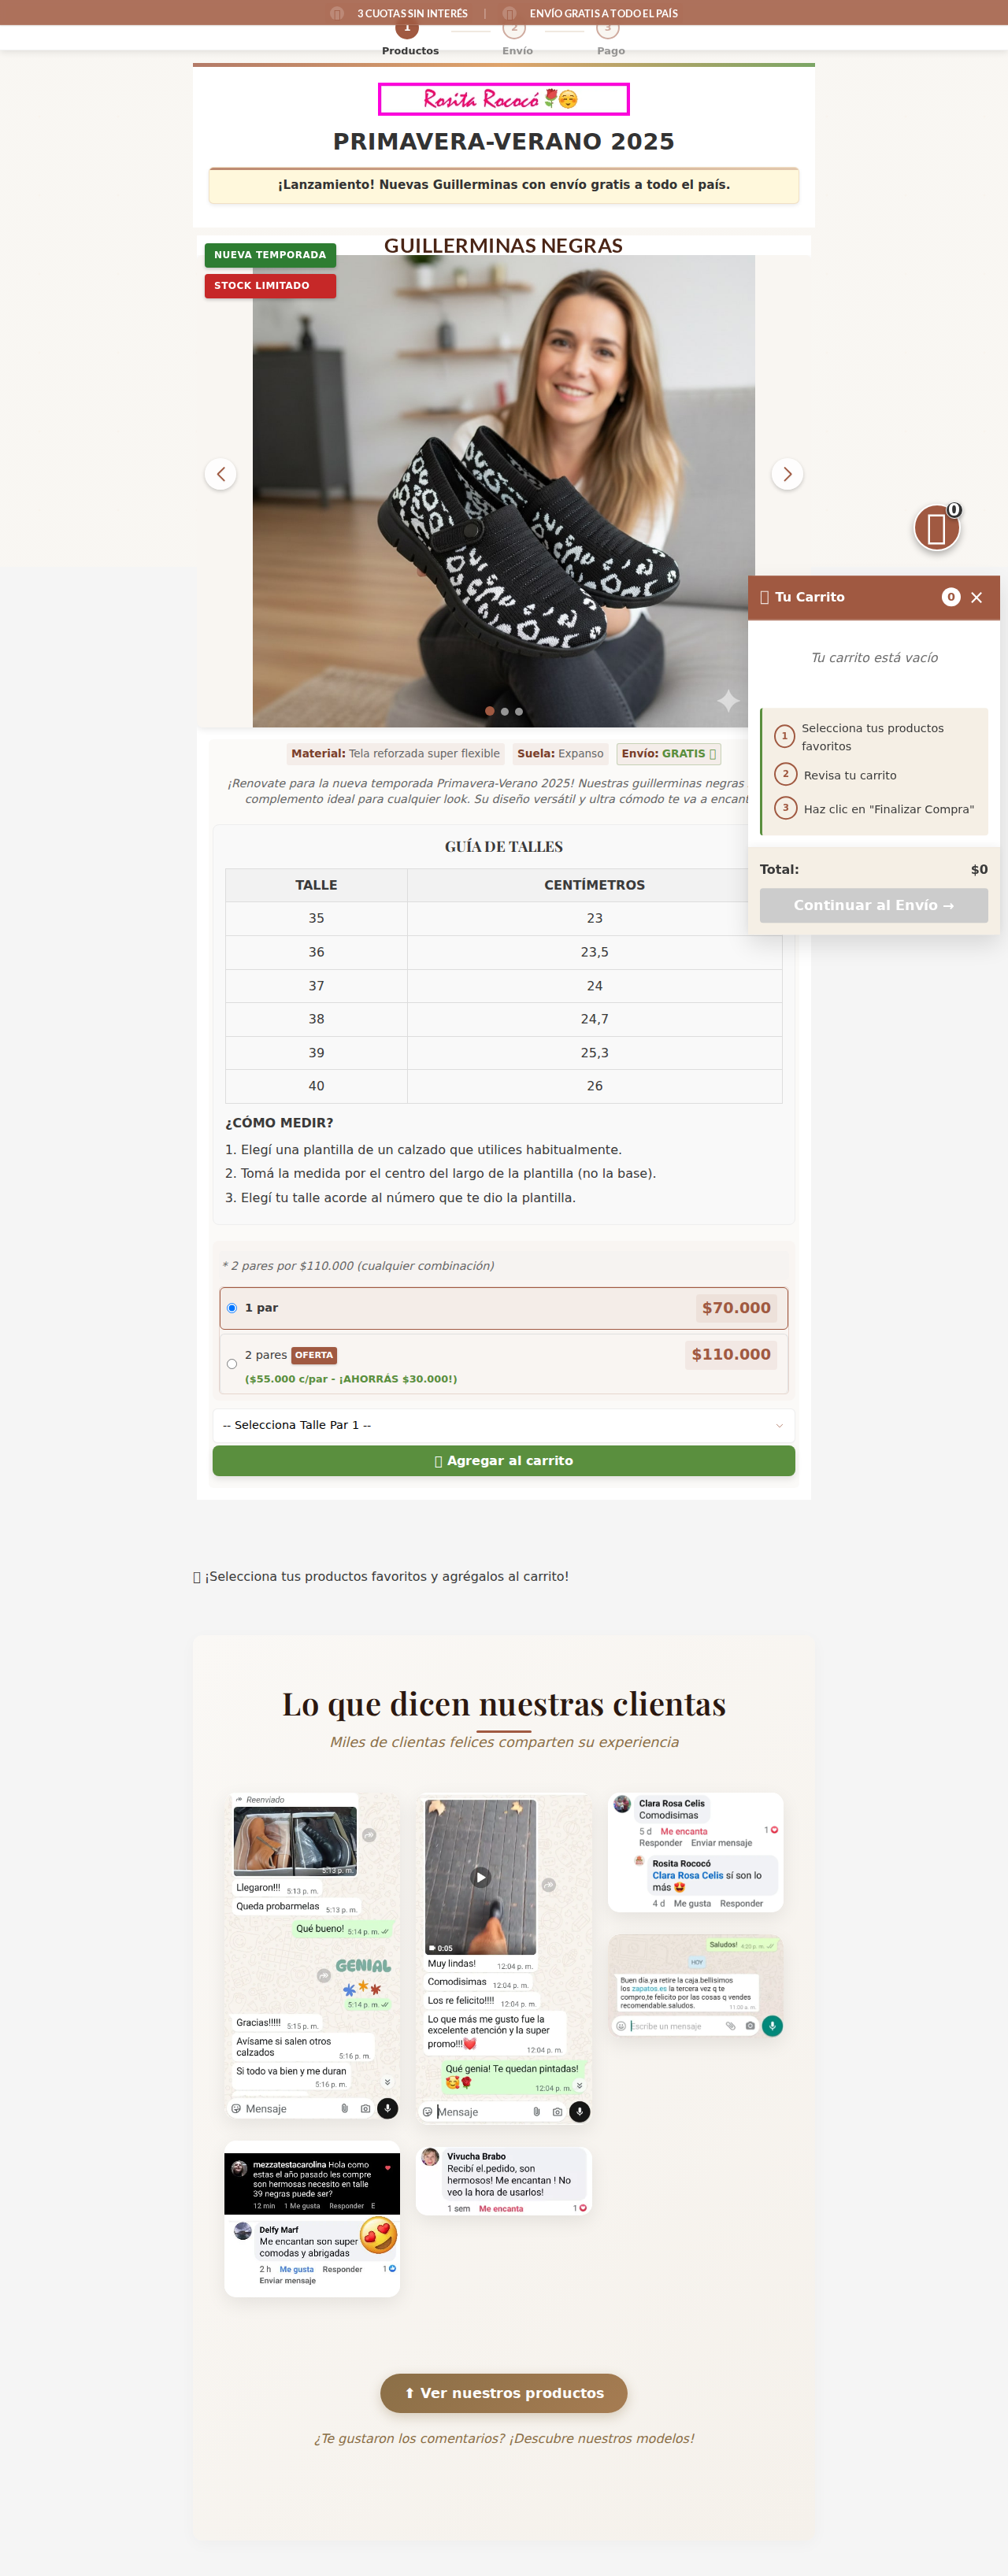 3 CUOTAS SIN INTERÉS | ENVÍO GRATIS A TODO EL PAÍS
1 2 3
Productos Envío Pago
Rosita Rococó
PRIMAVERA-VERANO 2025
¡Lanzamiento! Nuevas Guillerminas con envío gratis a todo el país.
GUILLERMINAS NEGRAS
NUEVA TEMPORADA
STOCK LIMITADO
0
Tu Carrito 0 ×
Tu carrito está vacío
1 Selecciona tus productos
favoritos
2 Revisa tu carrito
3 Haz clic en "Finalizar Compra"
Total: $0
Continuar al Envío →
Material: Tela reforzada super flexible Suela: Expanso Envío: GRATIS
¡Renovate para la nueva temporada Primavera-Verano 2025! Nuestras guillerminas negras
complemento ideal para cualquier look. Su diseño versátil y ultra cómodo te va a
GUÍA DE TALLES
TALLE CENTÍMETROS
35 23
36 23,5
37 24
38 24,7
39 25,3
40 26
¿CÓMO MEDIR?
1. Elegí una plantilla de un calzado que utilices habitualmente.
2. Tomá la medida por el centro del largo de la plantilla (no la base).
3. Elegí tu talle acorde al número que te dio la plantilla.
* 2 pares por $110.000 (cualquier combinación)
1 par $70.000
2 pares OFERTA $110.000
($55.000 c/par - ¡AHORRÁS $30.000!)
-- Selecciona Talle Par 1 --
Agregar al carrito
¡Selecciona tus productos favoritos y agrégalos al carrito!
Lo que dicen nuestras clientas
Miles de clientas felices comparten su experiencia
Reenviado
5:13 p. m.
Llegaron!!! 5:13 p. m.
Queda probarmelas 5:13 p. m.
Qué bueno! 5:14 p. m.
GENIAL
5:14 p. m.
Gracias!!!!! 5:15 p. m.
Avísame si salen otros
calzados 5:16 p. m.
Si todo va bien y me duran
5:16 p. m.
Mensaje
0:05
Muy lindas! 12:04 p. m.
Comodisimas 12:04 p. m.
Los re felicito!!!! 12:04 p. m.
Lo que más me gusto fue la
excelente atención y la super
promo!!! 12:04 p. m.
Qué genia! Te quedan pintadas!
12:04 p. m.
Mensaje
Clara Rosa Celis
Comodisimas
5 d Me encanta 1
Responder Enviar mensaje
Rosita Rococó
Clara Rosa Celis sí son lo
más
4 d Me gusta Responder
Saludos! 4:20 p. m.
HOY
Buen día.ya retire la caja.bellisimos
los zapatos.es la tercera vez q te
compro,te felicito por las cosas q vendes
recomendable.saludos. 11:00 a. m.
Escribe un mensaje
mezzatestacarolina Hola como
estas el año pasado les compre
son hermosas necesito en talle
39 negras puede ser?
12 min 1 Me gusta Responder E
Delfy Marf
Me encantan son super
comodas y abrigadas
2 h Me gusta Responder 1
Enviar mensaje
Vivucha Brabo
Recibí el.pedido, son
hermosos! Me encantan ! No
veo la hora de usarlos!
1 sem Me encanta 1
⬆ Ver nuestros productos
¿Te gustaron los comentarios? ¡Descubre nuestros modelos!